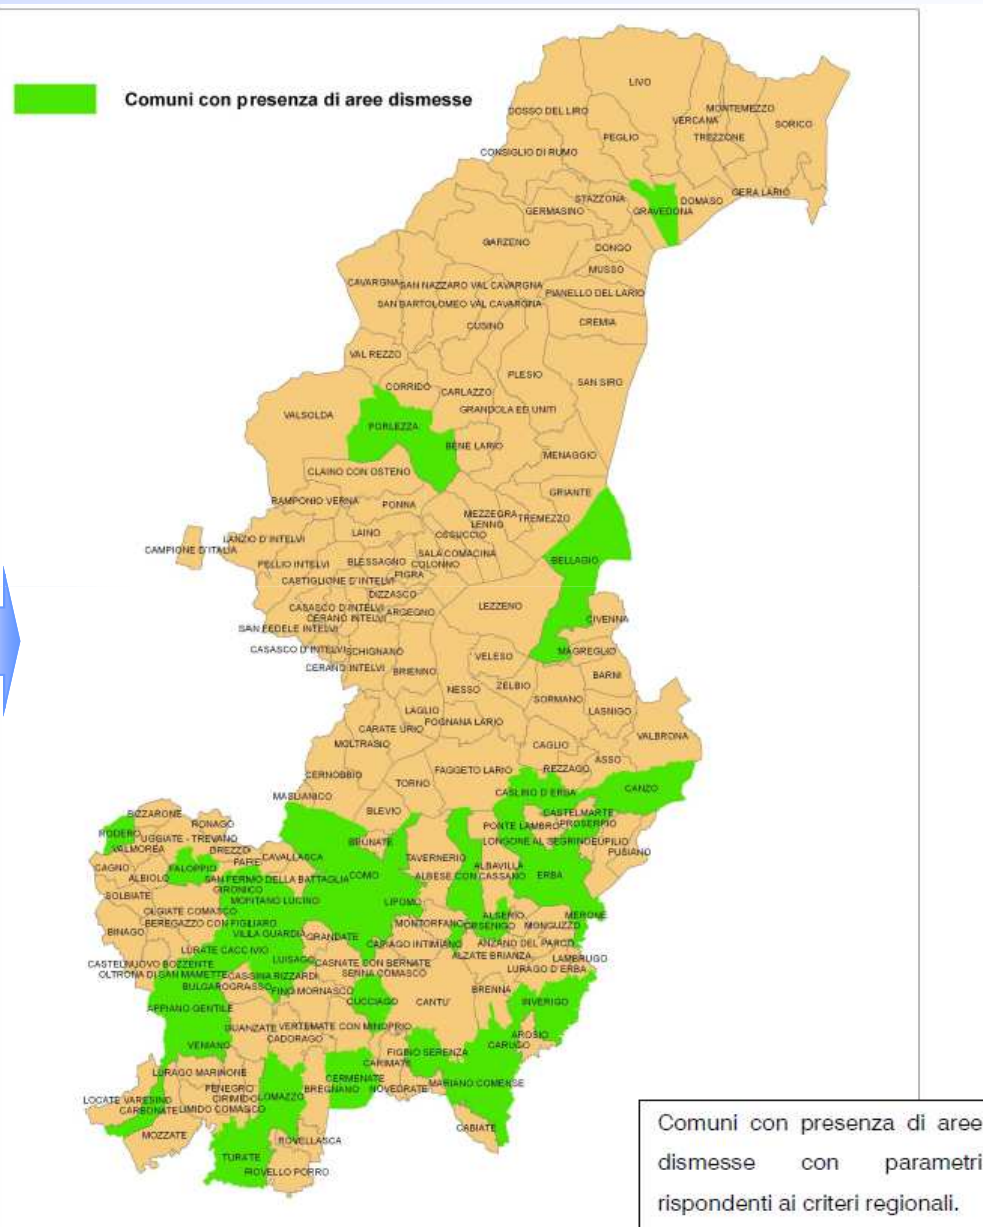 Comuni con presenza di aree dismesse
LIVO
DOSSO DEL LIRO
MONTEMEZZO
VERCANA
SORICO
PEGLIO
TREZZONE
CONSIGLIO DI RUMO
GERA LARIO
STAZZONA
DOMASO
GERMASINO
GRAVEDONA
GARZENO
DONGO
MUSSO
CAVARGNA
SAN NAZZARO VAL CAVARGNA
PIANELLO DEL LARIO
SAN BARTOLOMEO VAL CAVARGNA
CUSINO
CREMIA
VAL REZZO
PLESIO
SAN SIRO
CORRIDO
CARLAZZO
VALSOLDA
GRANDOLA ED UNITI
PORLEZZA
BENE LARIO
MENAGGIO
CLAINO CON OSTENO
GRIANTE
RAMPONIO VERNA
PONNA
MEZZEGRA
TREMEZZO
LENNO
LANZIO D'INTELVI
LAINO
OSSUCCIO
CAMPIONE D'ITALIA
SALA COMACINA
PELLIO INTELVI
BLESSAGNO
COLONNO
BELLAGIO
PIGRA
CASTIGLIONE D'INTELVI
DIZZASCO
CASASCO D'INTELVI
ARGEGNO
LEZZENO
CERANO INTELVI
CIVENNA
SAN FEDELE INTELVI
CASASCO D'INTELVI
SCHIGNANO
MAGREGLIO
VELESO
CERANO INTELVI
BRIENNO
BARNI
NESSO
ZELBIO
SORMANO
LAGLIO
LASNIGO
CARATE URIO
POGNANA LARIO
VALBRONA
MOLTRASIO
CAGLIO
ASSO
CERNOBBIO
FAGGETO LARIO
REZZAGO
TORNO
CANZO
MASLIANICO
CASLINO D'ERBA
BLEVIO
CASTELMARTE
BIZZARONE
RONAGO
PONTE LAMBRO
PROSERPIO
RODERO
UGGIATE - TREVANO
BRUNATE
LONGONE AL SEGRINO
EUPILIO
VALMOREA
DREZZO
PUSIANO
PARE'
CAVALLASCA
TAVERNERIO
CAGNO
FALOPPIO
ALBAVILLA
ALBIOLO
SAN FERMO DELLA BATTAGLIA
COMO
ALBESE CON CASSANO
ERBA
GIRONICO
SOLBIATE
MONTANO LUCINO
LIPOMO
OLGIATE COMASCO
ALSERIO
MERONE
BEREGAZZO CON FIGLIARO
MONTORFANO
ORSENIGO
MONGUZZO
BINAGO
VILLA GUARDIA
GRANDATE
CAPIAGO INTIMIANO
ANZANO DEL PARCO
LURATE CACCIVIO
ALZATE BRIANZA
LAMBRUGO
CASTELNUOVO BOZZENTE
LUISAGO
CASNATE CON BERNATE
LURAGO D'ERBA
OLTRONA DI SAN MAMETTE
CASSINA RIZZARDI
SENNA COMASCO
BULGAROGRASSO
FINO MORNASCO
BRENNA
CUCCIAGO
CANTU'
INVERIGO
APPIANO GENTILE
GUANZATE
VERTEMATE CON MINOPRIO
AROSIO
CADORAGO
VENIANO
CARUGO
FIGINO SERENZA
CARIMATE
LURAGO MARINONE
CERMENATE
MARIANO COMENSE
FENEGRO'
BREGNANO
NOVEDRATE
LOCATE VARESINO
CIRIMIDO
LOMAZZO
CARBONATE
LIMIDO COMASCO
CABIATE
MOZZATE
ROVELLASCA
TURATE
ROVELLO PORRO
Comuni con presenza di aree
dismesse con parametri
rispondenti ai criteri regionali.